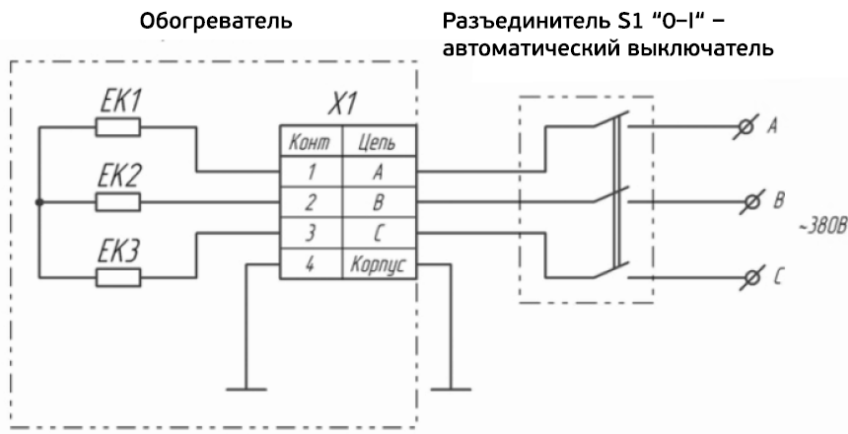 Обогреватель
Разъединитель S1 “0–I“ –
автоматический выключатель
EK1
EK2
EK3
X1
Конт Цепь
1 A
2 B
3 C
4 Корпус
A
B
C
~380В